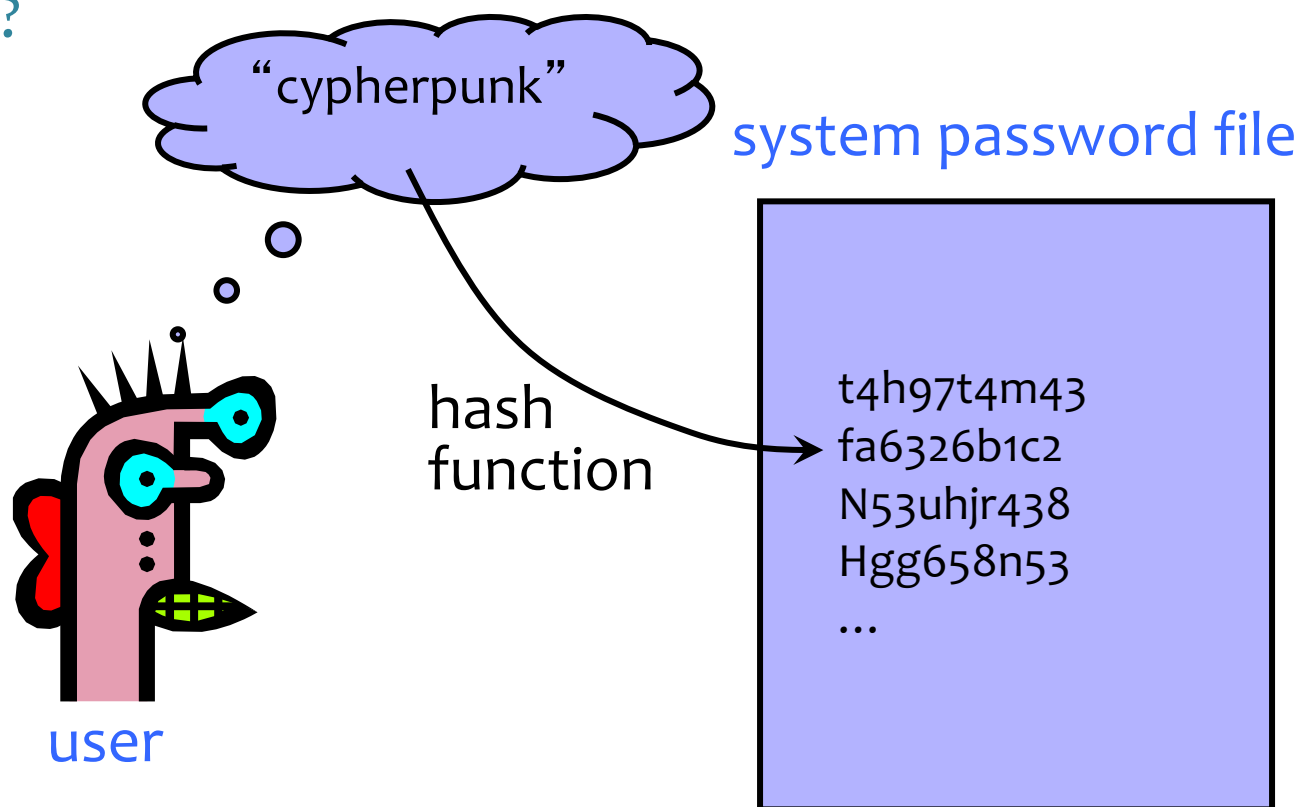 ?
“cypherpunk”
system password file
hash
function
t4h97t4m43
fa6326b1c2
N53uhjr438
Hgg658n53
…
user